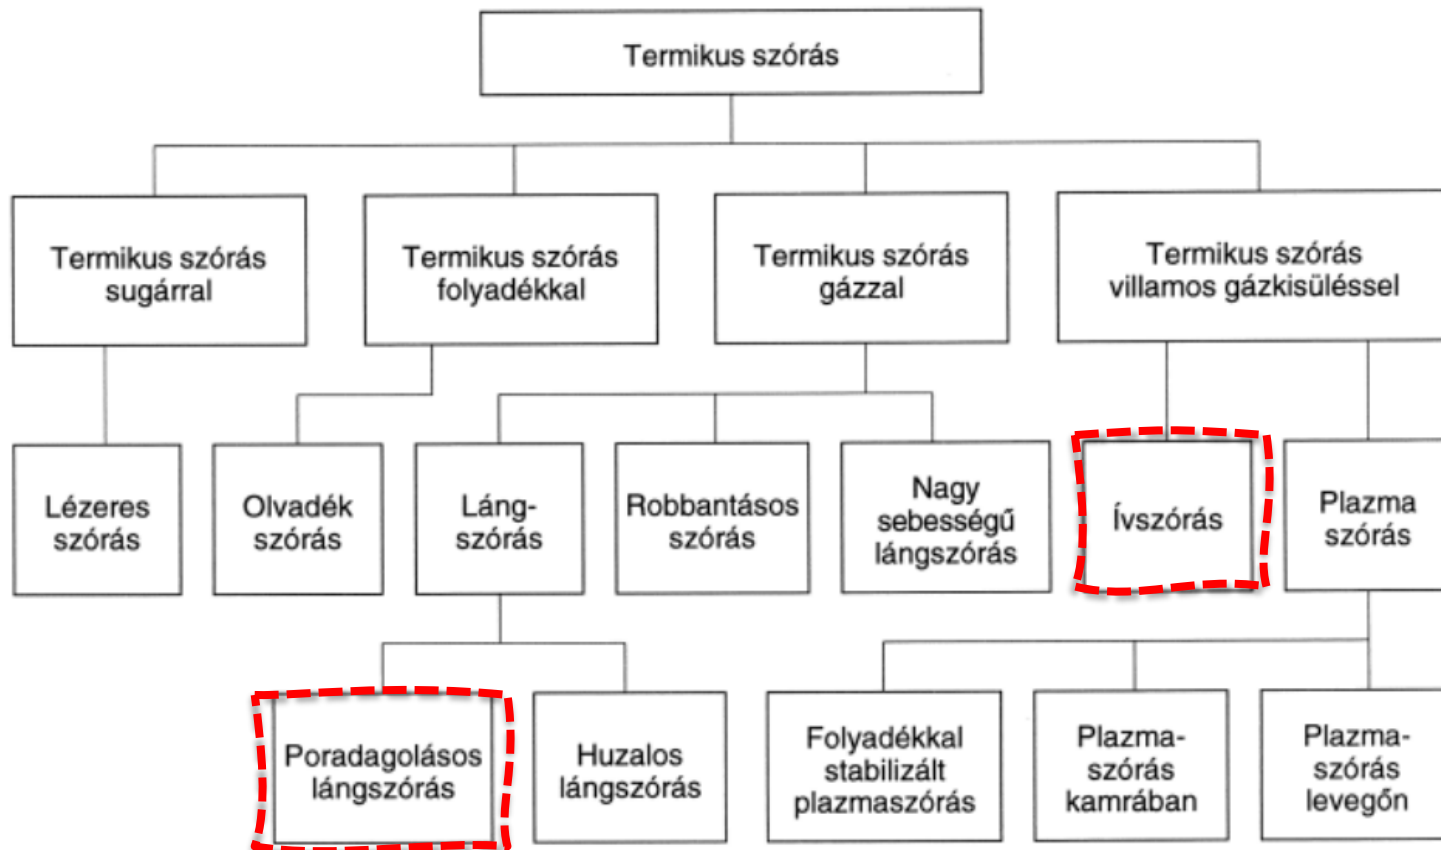 Termikus szórás
Termikus szórás
sugárral
Termikus szórás
folyadékkal
Termikus szórás
gázzal
Termikus szórás
villamos gázkisüléssel
Lézeres
szórás
Olvadék
szórás
Láng-
szórás
Robbantásos
szórás
Nagy
sebességű
lángszórás
Ívszórás
Plazma
szórás
Poradagolásos
lángszórás
Huzalos
lángszórás
Folyadékkal
stabilizált
plazmaszórás
Plazma-
szórás
kamrában
Plazma-
szórás
levegőn